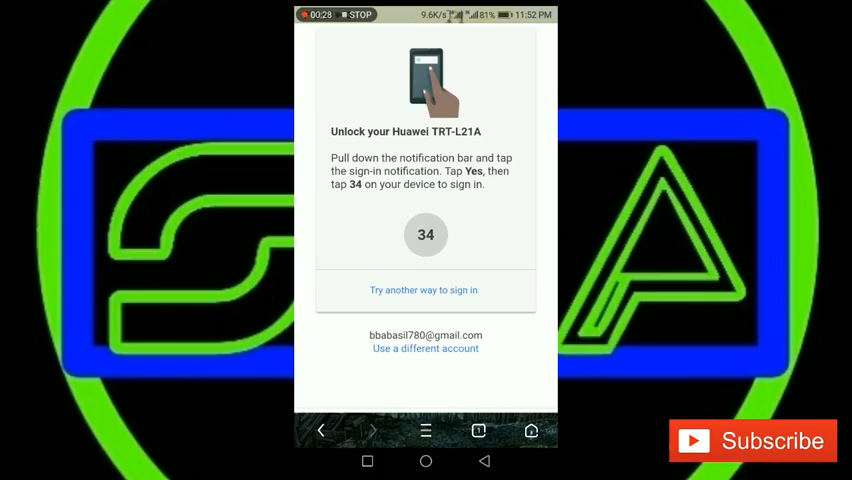 00:28 STOP 9.6K/s 81% 11:52 PM
Unlock your Huawei TRT-L21A
Pull down the notification bar and tap
the sign-in notification. Tap Yes, then
tap 34 on your device to sign in.
34
Try another way to sign in
bbabasil780@gmail.com
Use a different account
1
Subscribe